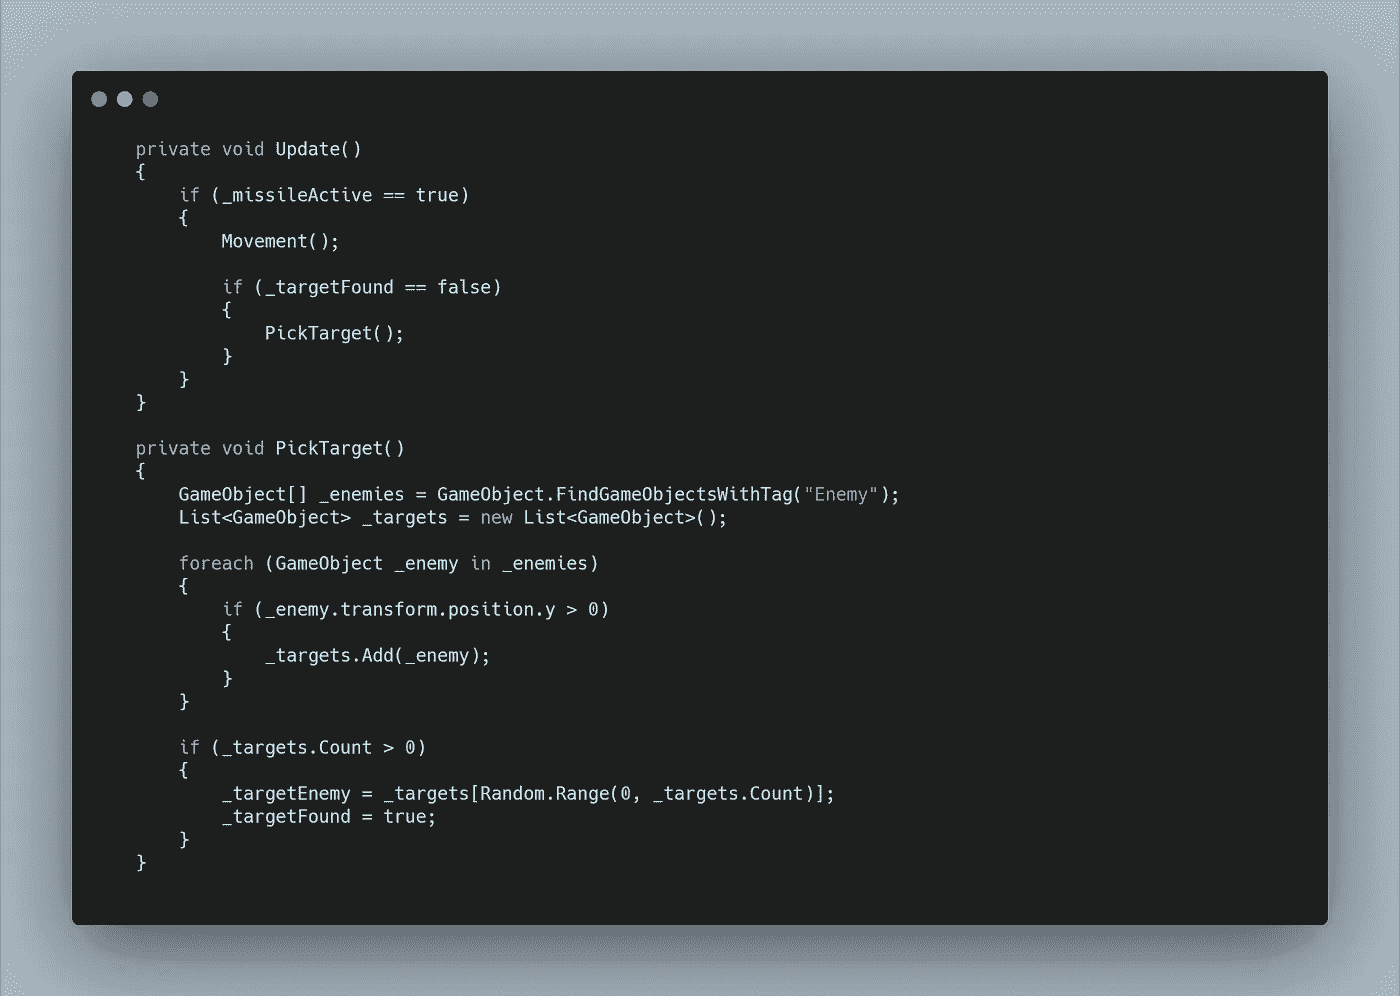 private void Update()
{
    if (_missileActive == true)
    {
        Movement();

        if (_targetFound == false)
        {
            PickTarget();
        }
    }
}

private void PickTarget()
{
    GameObject[] _enemies = GameObject.FindGameObjectsWithTag("Enemy");
    List<GameObject> _targets = new List<GameObject>();

    foreach (GameObject _enemy in _enemies)
    {
        if (_enemy.transform.position.y > 0)
        {
            _targets.Add(_enemy);
        }
    }

    if (_targets.Count > 0)
    {
        _targetEnemy = _targets[Random.Range(0, _targets.Count)];
        _targetFound = true;
    }
}